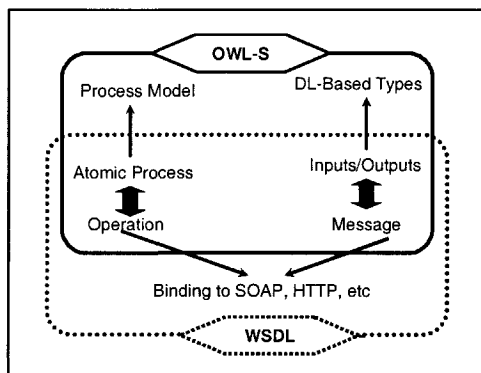 OWL-S
Process Model
DL-Based Types
Atomic Process
Inputs/Outputs
Operation
Message
Binding to SOAP, HTTP, etc
WSDL